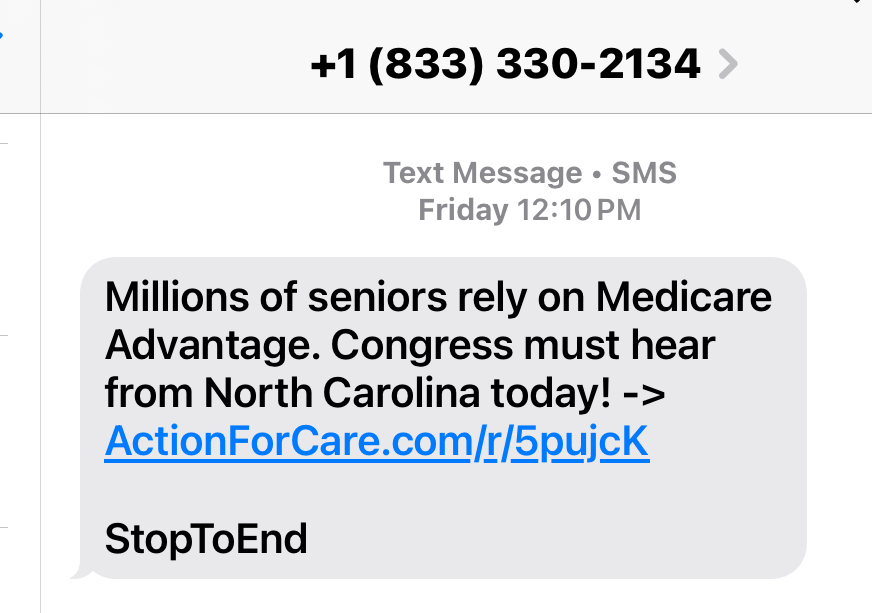 +1 (833) 330-2134
Text Message • SMS
Friday 12:10 PM
Millions of seniors rely on Medicare
Advantage. Congress must hear
from North Carolina today! ->
ActionForCare.com/r/5pujcK
StopToEnd